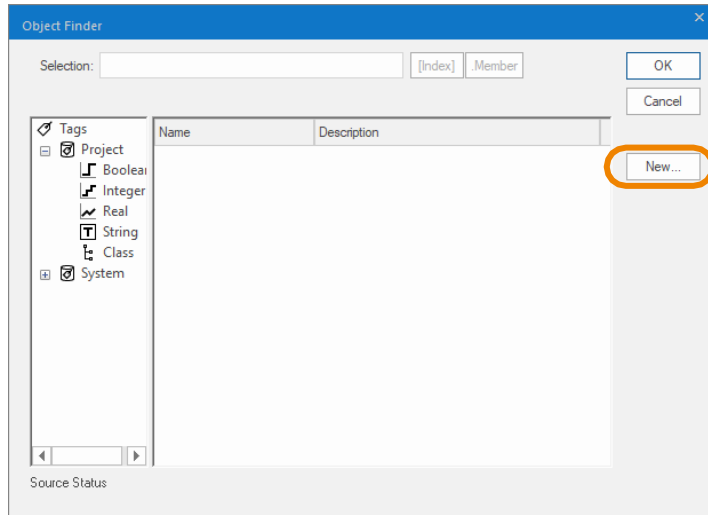 Object Finder
Selection:
[Index]
.Member
OK
Cancel
New...
Tags
Project
Boolea
Integer
Real
T String
Class
System
Name
Description
Source Status